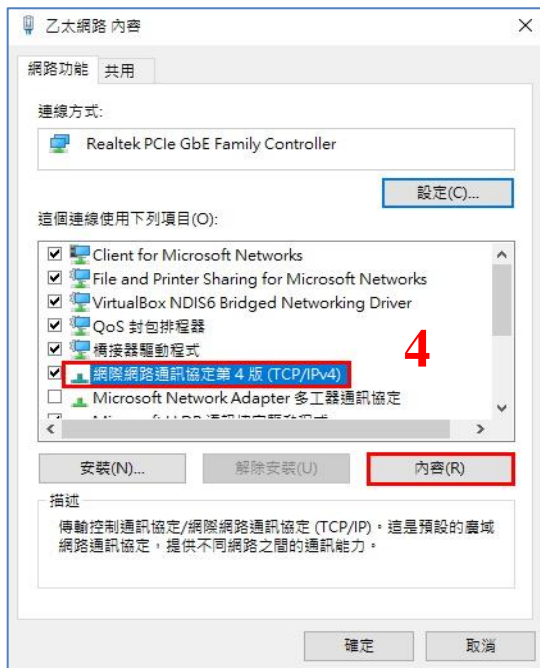 乙太網路 內容
網路功能 共用
連線方式:
Realtek PCIe GbE Family Controller
設定(C)...
這個連線使用下列項目(O):
Client for Microsoft Networks
File and Printer Sharing for Microsoft Networks
VirtualBox NDIS6 Bridged Networking Driver
QoS 封包排程器
橋接器驅動程式
4
網際網路通訊協定第 4 版 (TCP/IPv4)
Microsoft Network Adapter 多工器通訊協定
安裝(N)... 解除安裝(U) 內容(R)
描述
傳輸控制通訊協定/網際網路通訊協定 (TCP/IP)。這是預設的廣域
網路通訊協定，提供不同網路之間的通訊能力。
確定 取消